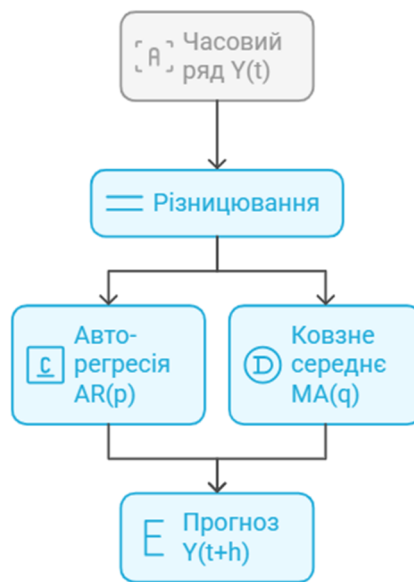 A
Часовий
ряд Y(t)
Різницювання
C
Авто-
регресія
AR(p)
D
Ковзне
середнє
MA(q)
E
Прогноз
Y(t+h)